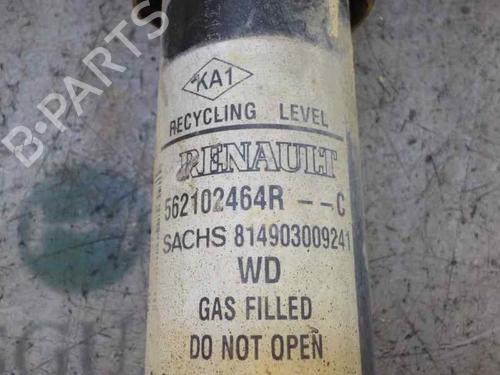 KA1
RECYCLING LEVEL
RENAULT
562102464R --C
SACHS 814903009241
WD
GAS FILLED
DO NOT OPEN
B-PARTS